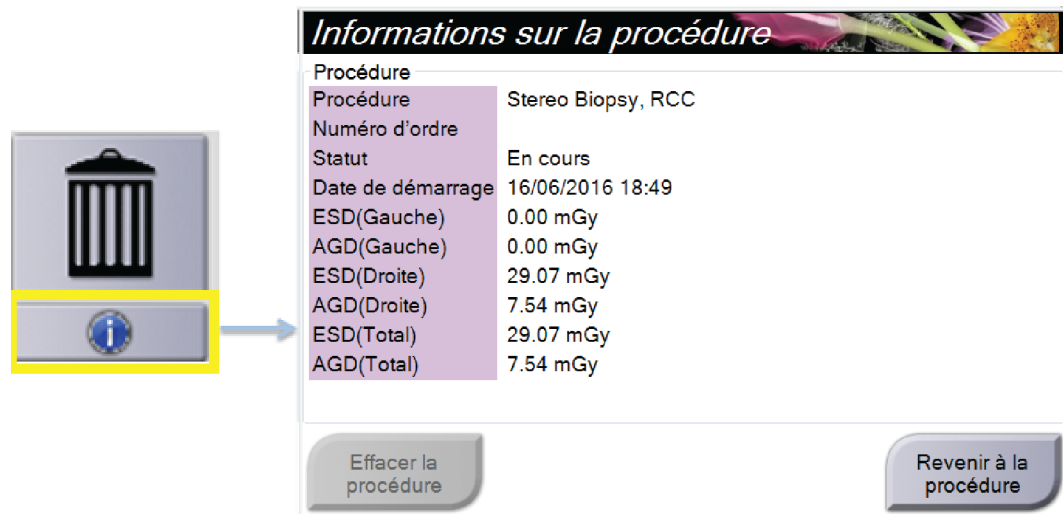 Informations sur la procédure
Procédure
Procédure Stereo Biopsy, RCC
Numéro d'ordre
Statut En cours
Date de démarrage 16/06/2016 18:49
ESD(Gauche) 0.00 mGy
AGD(Gauche) 0.00 mGy
ESD(Droite) 29.07 mGy
AGD(Droite) 7.54 mGy
ESD(Total) 29.07 mGy
AGD(Total) 7.54 mGy
Effacer la
procédure
Revenir à la
procédure